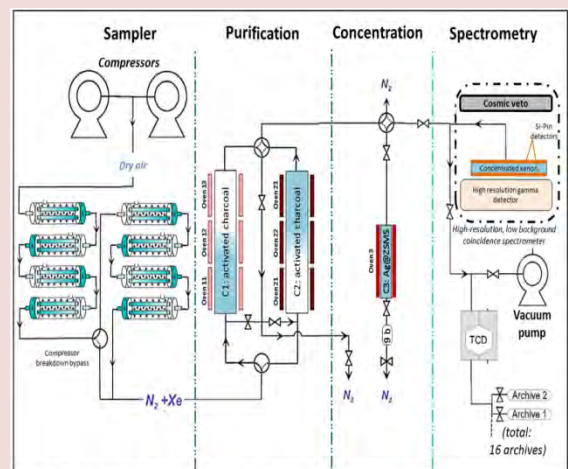 Sampler
Purification
Concentration
Spectrometry
Compressors
Dry air
Compressor
breakdown bypass
N₂ +Xe
Oven 13
Oven 12
Oven 11
C1: activated charcoal
C2: activated charcoal
Oven 23
Oven 22
Oven 21
N₂
N₂
Oven 3
C3: Ag@ZSM5
9 b
N₂
Cosmic veto
Si-Pin
detectors
Concentated xenon
High resolution gamma
detector
High-resolution, low background
coincidence spectrometer
Vacuum
pump
TCD
Archive 2
Archive 1
(total:
16 archives)